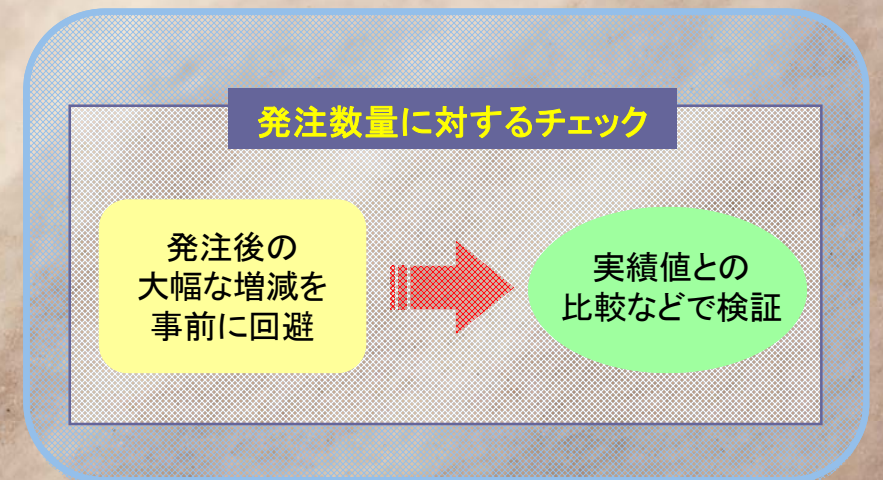 発注数量に対するチェック
発注後の
大幅な増減を
事前に回避
実績値との
比較などで検証